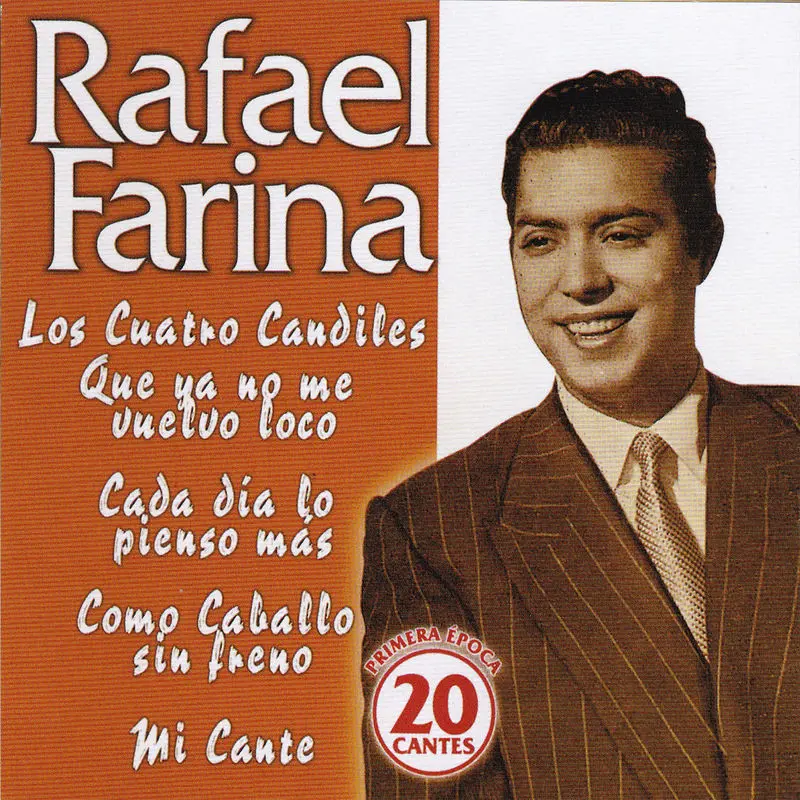 Rafael
Farina
Los Cuatro Candiles
Que ya no me
vuelvo loco
Cada día lo
pienso más
Como Caballo
sin freno
Mi Cante
PRIMERA ÉPOCA
20
CANTES